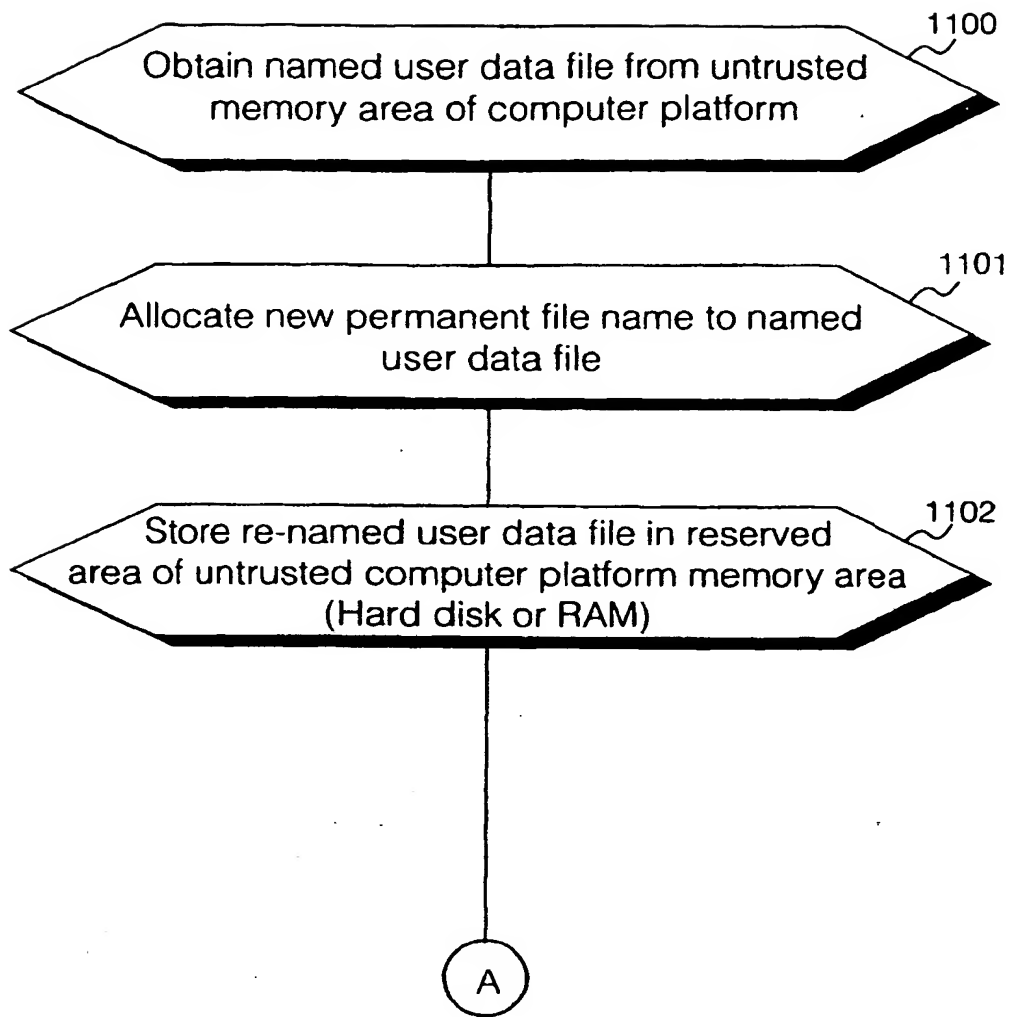 1100
Obtain named user data file from untrusted
memory area of computer platform
1101
Allocate new permanent file name to named
user data file
1102
Store re-named user data file in reserved
area of untrusted computer platform memory area
(Hard disk or RAM)
A